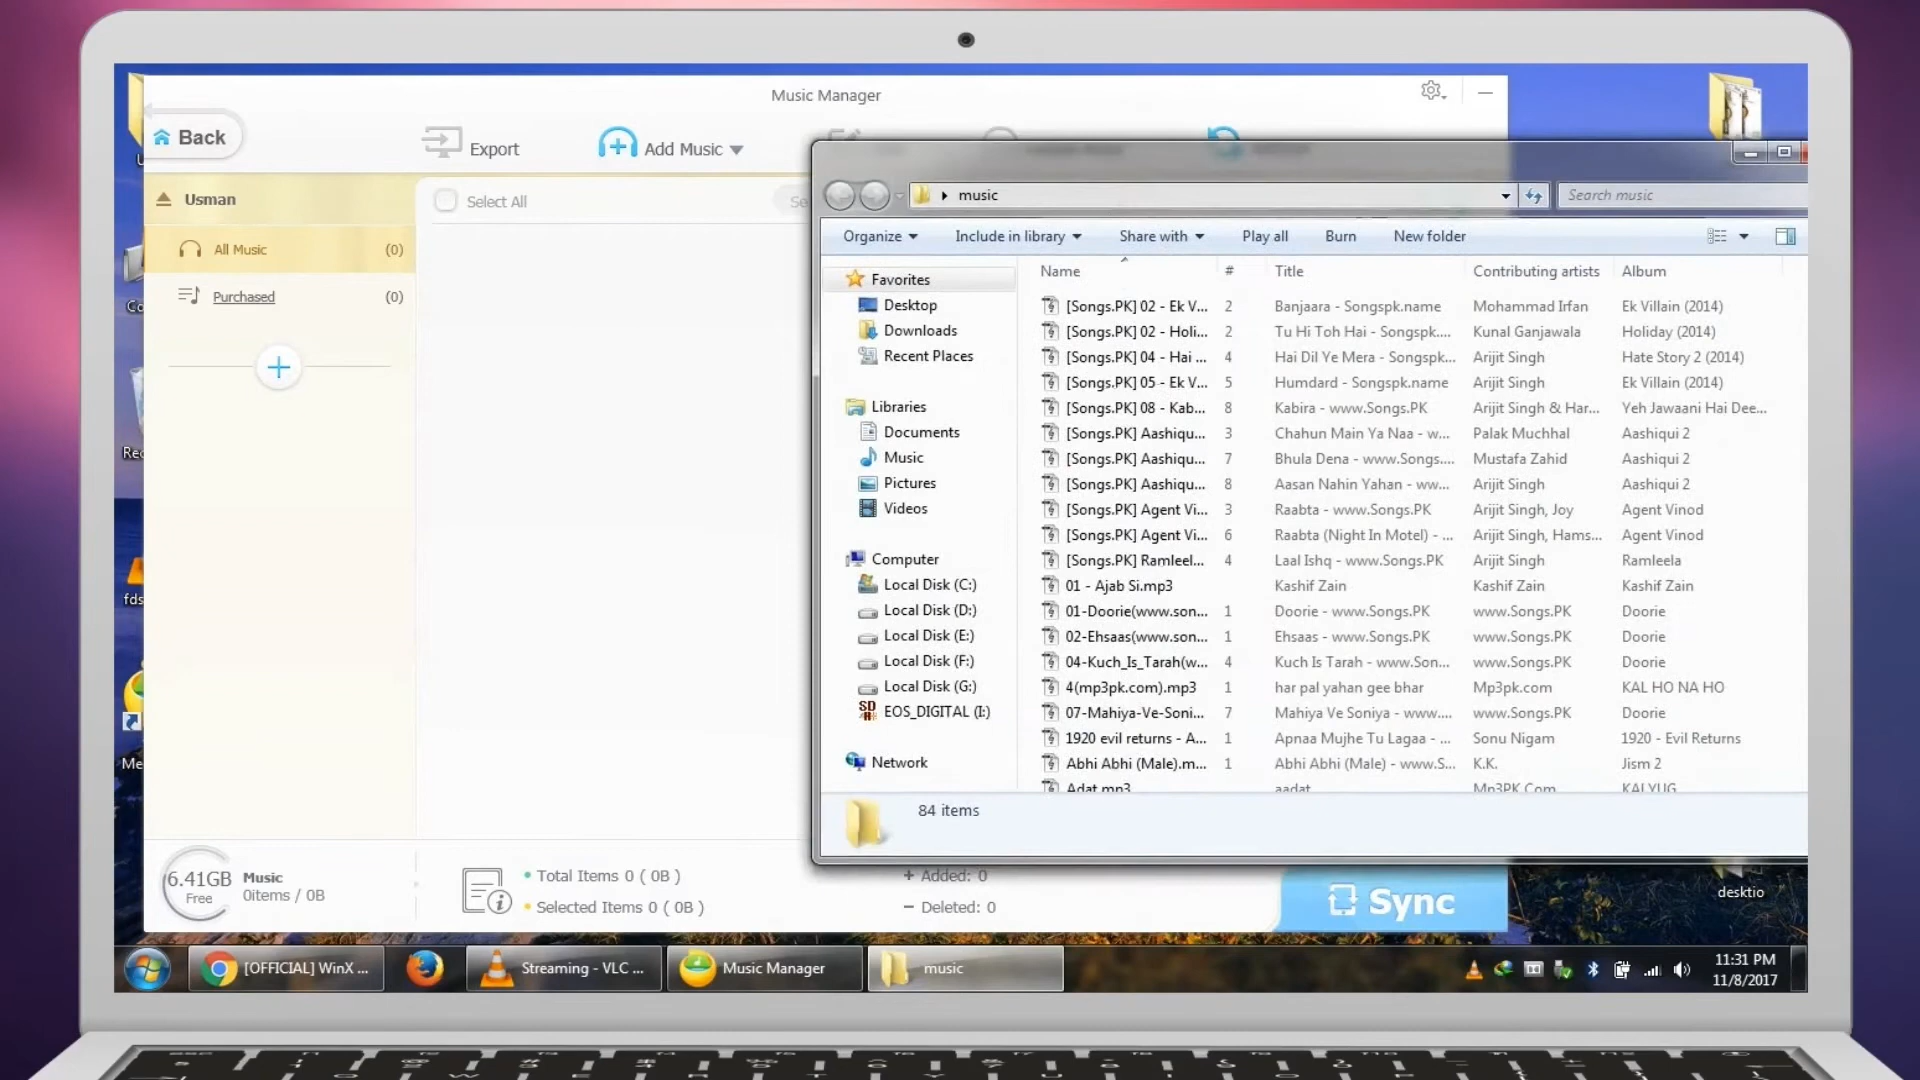 Music Manager
Back
Export
Add Music
Usman
Select All
Se
All Music (0)
Purchased (0)
6.41GB
Free
Music
0items / 0B
Total Items 0 ( 0B )
Selected Items 0 ( 0B )
+ Added: 0
− Deleted: 0
Sync
music
Search music
Organize
Include in library
Share with
Play all
Burn
New folder
Favorites
Desktop
Downloads
Recent Places
Libraries
Documents
Music
Pictures
Videos
Computer
Local Disk (C:)
Local Disk (D:)
Local Disk (E:)
Local Disk (F:)
Local Disk (G:)
EOS_DIGITAL (I:)
Network
Name # Title Contributing artists Album
[Songs.PK] 02 - Ek V... 2 Banjaara - Songspk.name Mohammad Irfan Ek Villain (2014)
[Songs.PK] 02 - Holi... 2 Tu Hi Toh Hai - Songspk.... Kunal Ganjawala Holiday (2014)
[Songs.PK] 04 - Hai ... 4 Hai Dil Ye Mera - Songspk... Arijit Singh Hate Story 2 (2014)
[Songs.PK] 05 - Ek V... 5 Humdard - Songspk.name Arijit Singh Ek Villain (2014)
[Songs.PK] 08 - Kab... 8 Kabira - www.Songs.PK Arijit Singh & Har... Yeh Jawaani Hai Dee...
[Songs.PK] Aashiqu... 3 Chahun Main Ya Naa - w... Palak Muchhal Aashiqui 2
[Songs.PK] Aashiqu... 7 Bhula Dena - www.Songs.... Mustafa Zahid Aashiqui 2
[Songs.PK] Aashiqu... 8 Aasan Nahin Yahan - ww... Arijit Singh Aashiqui 2
[Songs.PK] Agent Vi... 3 Raabta - www.Songs.PK Arijit Singh, Joy Agent Vinod
[Songs.PK] Agent Vi... 6 Raabta (Night In Motel) - ... Arijit Singh, Hams... Agent Vinod
[Songs.PK] Ramleel... 4 Laal Ishq - www.Songs.PK Arijit Singh Ramleela
01 - Ajab Si.mp3 Kashif Zain Kashif Zain Kashif Zain
01-Doorie(www.son... 1 Doorie - www.Songs.PK www.Songs.PK Doorie
02-Ehsaas(www.son... 1 Ehsaas - www.Songs.PK www.Songs.PK Doorie
04-Kuch_Is_Tarah(w... 4 Kuch Is Tarah - www.Son... www.Songs.PK Doorie
4(mp3pk.com).mp3 1 har pal yahan gee bhar Mp3pk.com KAL HO NA HO
07-Mahiya-Ve-Soni... 7 Mahiya Ve Soniya - www.... www.Songs.PK Doorie
1920 evil returns - A... 1 Apnaa Mujhe Tu Lagaa - ... Sonu Nigam 1920 - Evil Returns
Abhi Abhi (Male).m... 1 Abhi Abhi (Male) - www.S... K.K. Jism 2
Adat.mp3 aadat Mp3PK.Com KALYUG
84 items
Co
Rec
fds
Me
desktio
[OFFICIAL] WinX ...
Streaming - VLC ...
Music Manager
music
11:31 PM
11/8/2017